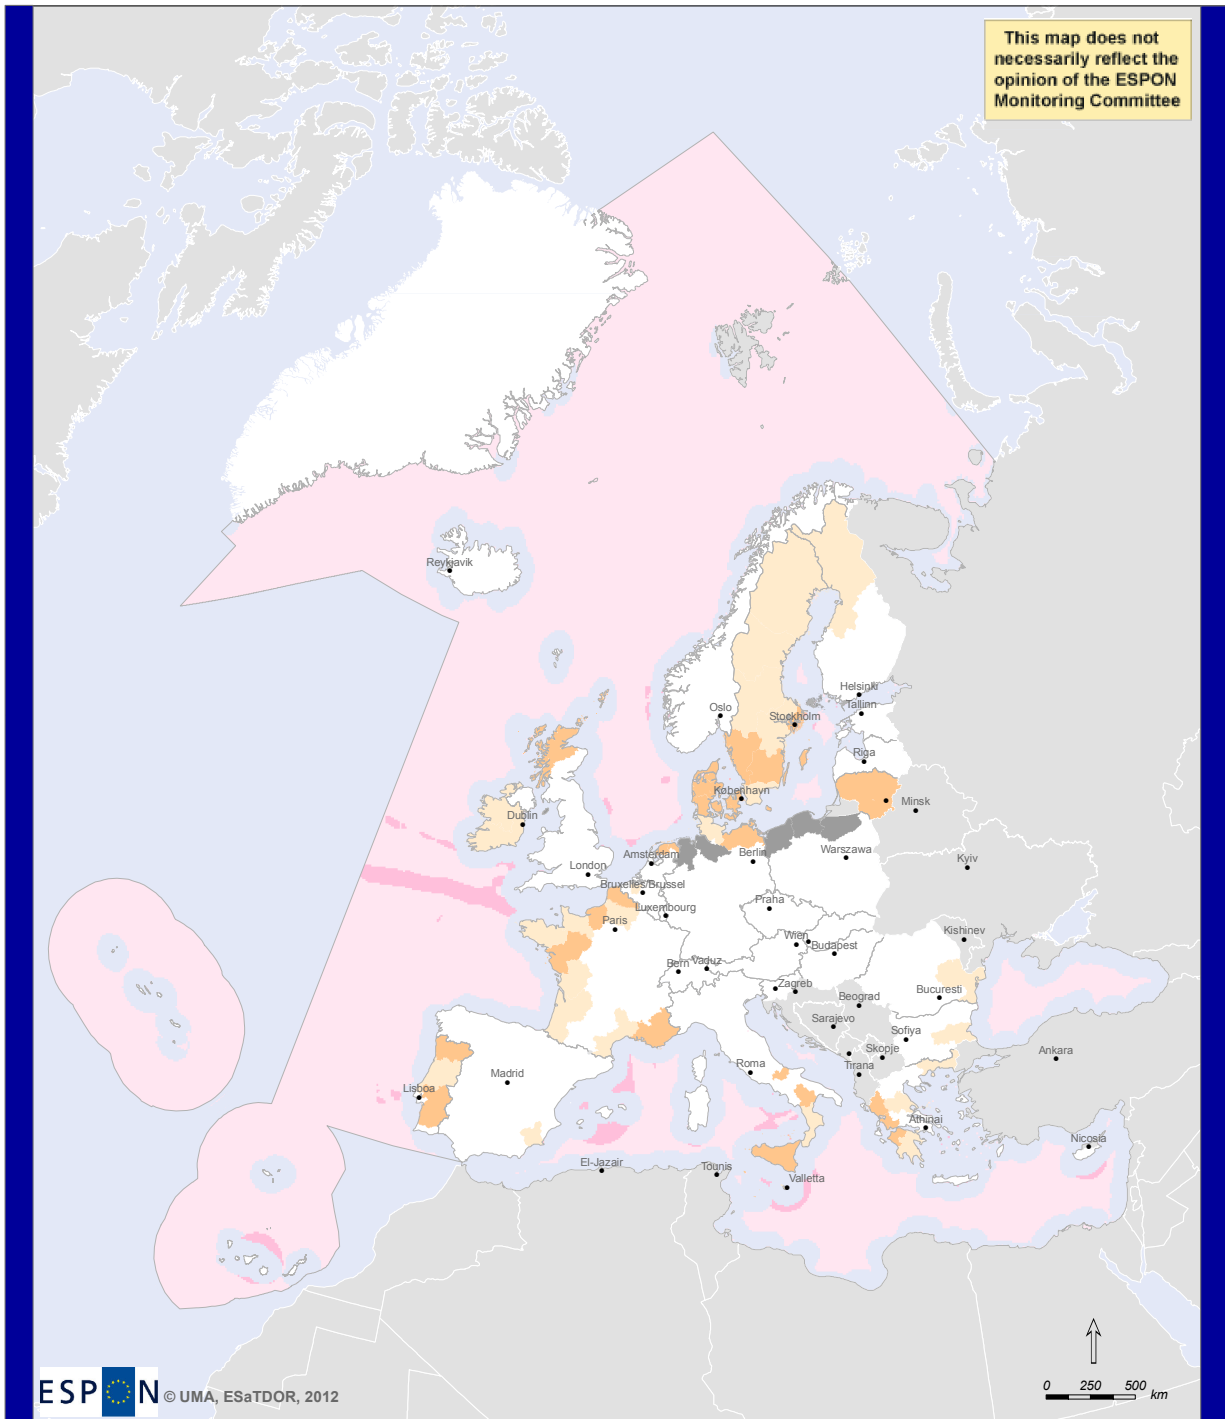 This map does not
necessarily reflect the
opinion of the ESPON
Monitoring Committee
Reykjavik
Helsinki
Tallinn
Oslo
Stockholm
Riga
København
Minsk
Dublin
Amsterdam
Berlin
Warszawa
London
Kyiv
Bruxelles/Brussel
Luxembourg
Praha
Paris
Kishinev
Wien
Budapest
Bern
Vaduz
Zagreb
Bucuresti
Beograd
Sarajevo
Sofiya
Skopje
Ankara
Roma
Tirana
Madrid
Lisboa
Athinai
Nicosia
El-Jazair
Tounis
Valletta
0 250 500
km
ESPON © UMA, ESaTDOR, 2012